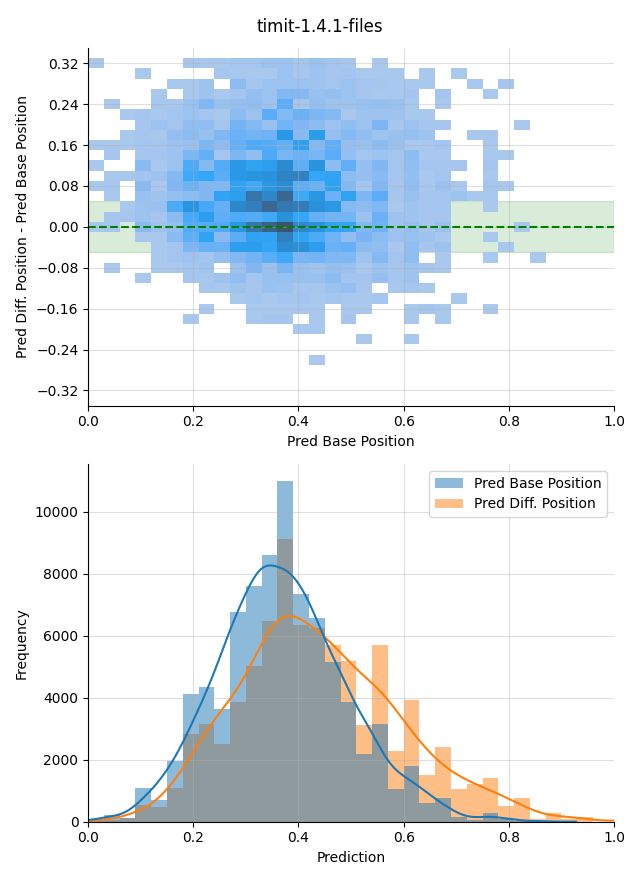 timit-1.4.1-files
0.32
0.24
0.16
0.08
0.00
−0.08
−0.16
−0.24
−0.32
Pred Diff. Position - Pred Base Position
0.0 0.2 0.4 0.6 0.8 1.0
Pred Base Position
Pred Base Position
Pred Diff. Position
10000
8000
6000
4000
2000
0
Frequency
0.0 0.2 0.4 0.6 0.8 1.0
Prediction